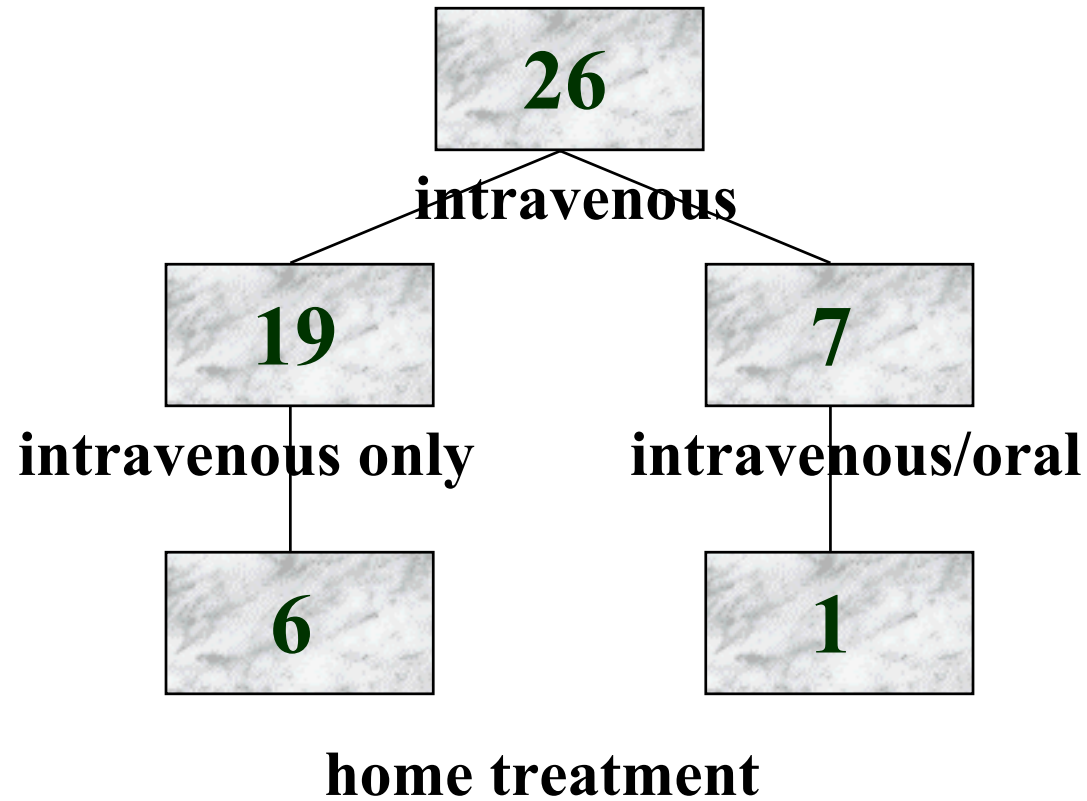 26
intravenous
19 7
intravenous only intravenous/oral
6 1
home treatment